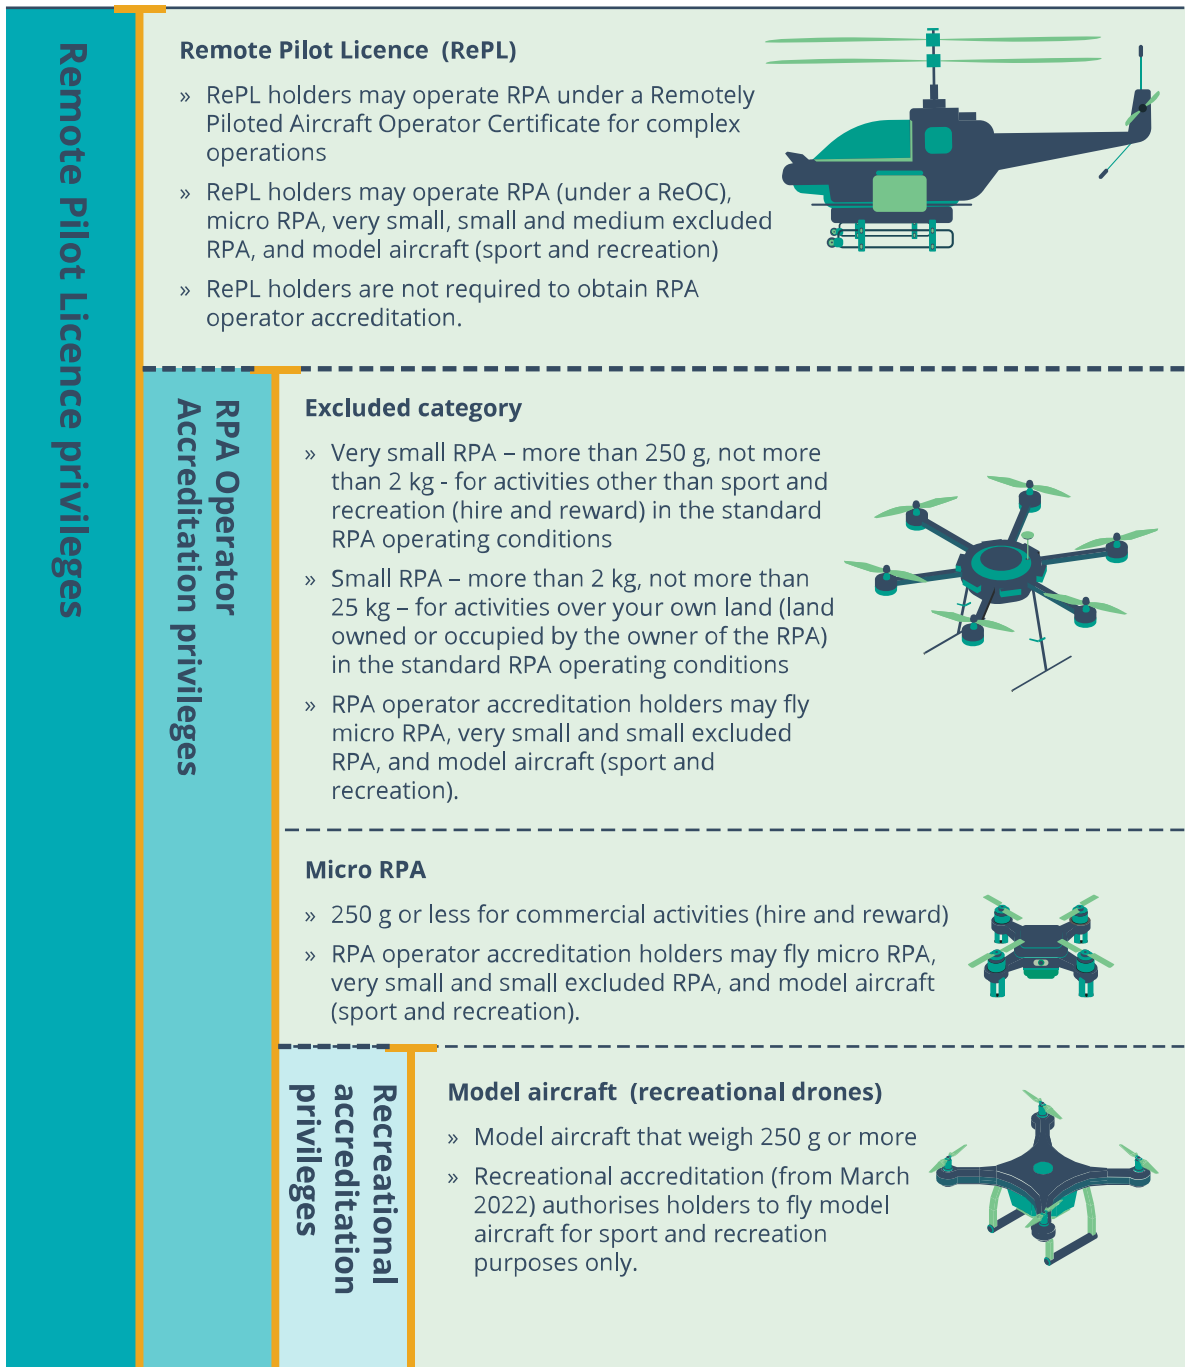 Remote Pilot Licence privileges
Remote Pilot Licence (RePL)
» RePL holders may operate RPA under a Remotely
Piloted Aircraft Operator Certificate for complex
operations
» RePL holders may operate RPA (under a ReOC),
micro RPA, very small, small and medium excluded
RPA, and model aircraft (sport and recreation)
» RePL holders are not required to obtain RPA
operator accreditation.
RPA Operator
Accreditation privileges
Excluded category
» Very small RPA – more than 250 g, not more
than 2 kg - for activities other than sport and
recreation (hire and reward) in the standard
RPA operating conditions
» Small RPA – more than 2 kg, not more than
25 kg – for activities over your own land (land
owned or occupied by the owner of the RPA)
in the standard RPA operating conditions
» RPA operator accreditation holders may fly
micro RPA, very small and small excluded
RPA, and model aircraft (sport and
recreation).
Micro RPA
» 250 g or less for commercial activities (hire and reward)
» RPA operator accreditation holders may fly micro RPA,
very small and small excluded RPA, and model aircraft
(sport and recreation).
Recreational
accreditation
privileges
Model aircraft (recreational drones)
» Model aircraft that weigh 250 g or more
» Recreational accreditation (from March
2022) authorises holders to fly model
aircraft for sport and recreation
purposes only.